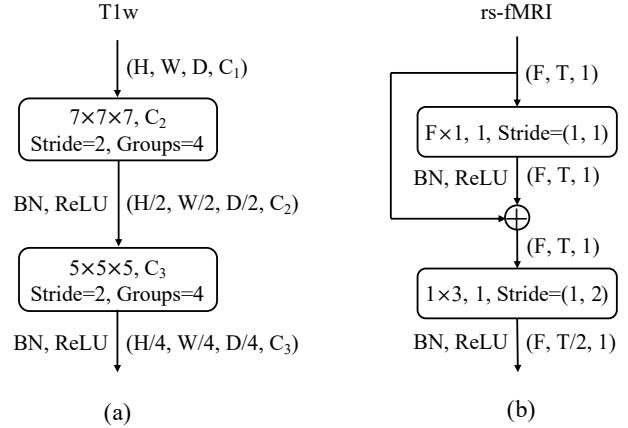 T1w
(H, W, D, C₁)
7×7×7, C₂
Stride=2, Groups=4
BN, ReLU (H/2, W/2, D/2, C₂)
5×5×5, C₃
Stride=2, Groups=4
BN, ReLU (H/4, W/4, D/4, C₃)
(a)
rs-fMRI
(F, T, 1)
F×1, 1, Stride=(1, 1)
BN, ReLU (F, T, 1)
(F, T, 1)
1×3, 1, Stride=(1, 2)
BN, ReLU (F, T/2, 1)
(b)